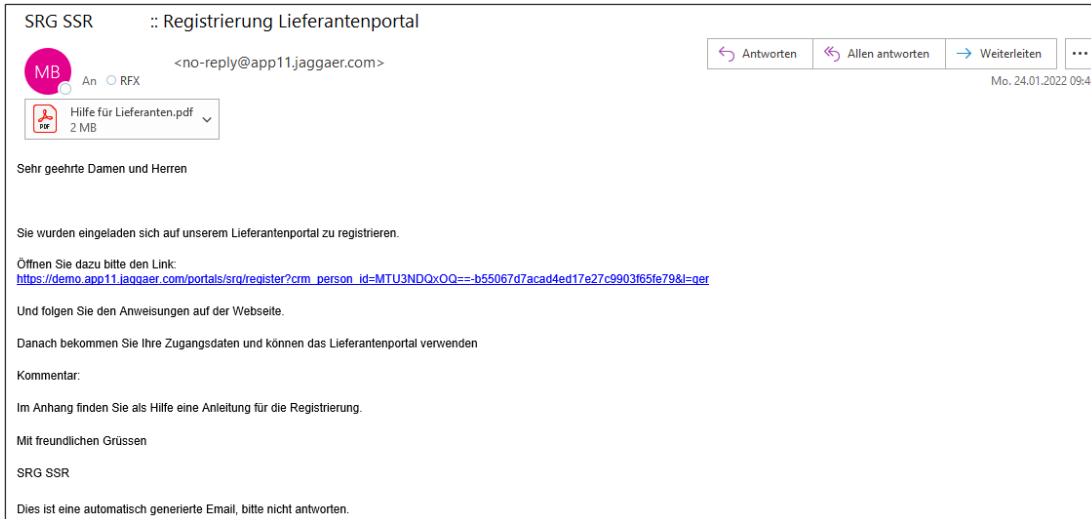 SRG SSR :: Registrierung Lieferantenportal
MB
<no-reply@app11.jaggaer.com>
An RFX
Antworten Allen antworten Weiterleiten ...
Mo. 24.01.2022 09:4
Hilfe für Lieferanten.pdf
PDF
2 MB
Sehr geehrte Damen und Herren
Sie wurden eingeladen sich auf unserem Lieferantenportal zu registrieren.
Öffnen Sie dazu bitte den Link:
https://demo.app11.jaggaer.com/portals/srg/register?crm_person_id=MTU3NDQxOQ==-b55067d7acad4ed17e27c9903f65fe79&l=ger
Und folgen Sie den Anweisungen auf der Webseite.
Danach bekommen Sie Ihre Zugangsdaten und können das Lieferantenportal verwenden
Kommentar:
Im Anhang finden Sie als Hilfe eine Anleitung für die Registrierung.
Mit freundlichen Grüssen
SRG SSR
Dies ist eine automatisch generierte Email, bitte nicht antworten.